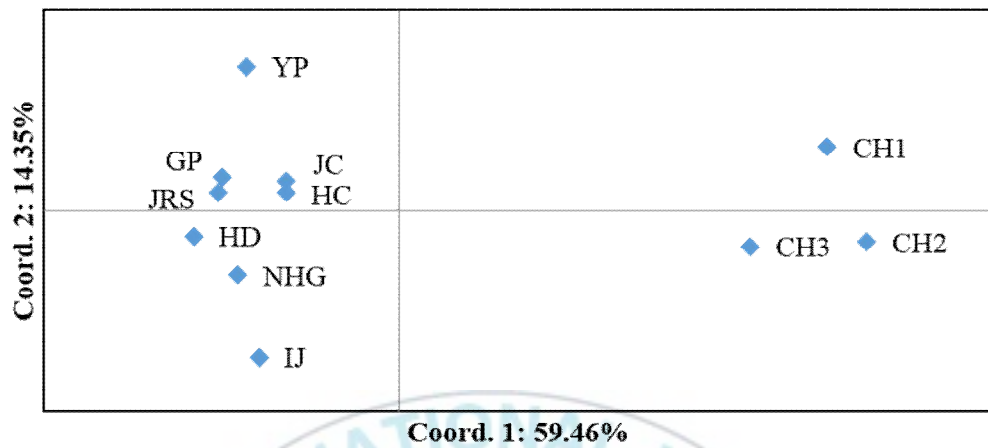 YP
GP
JC
CH1
JRS
HC
HD
CH3
CH2
NHG
IJ
Coord. 2: 14.35%
Coord. 1: 59.46%
NATIONAL